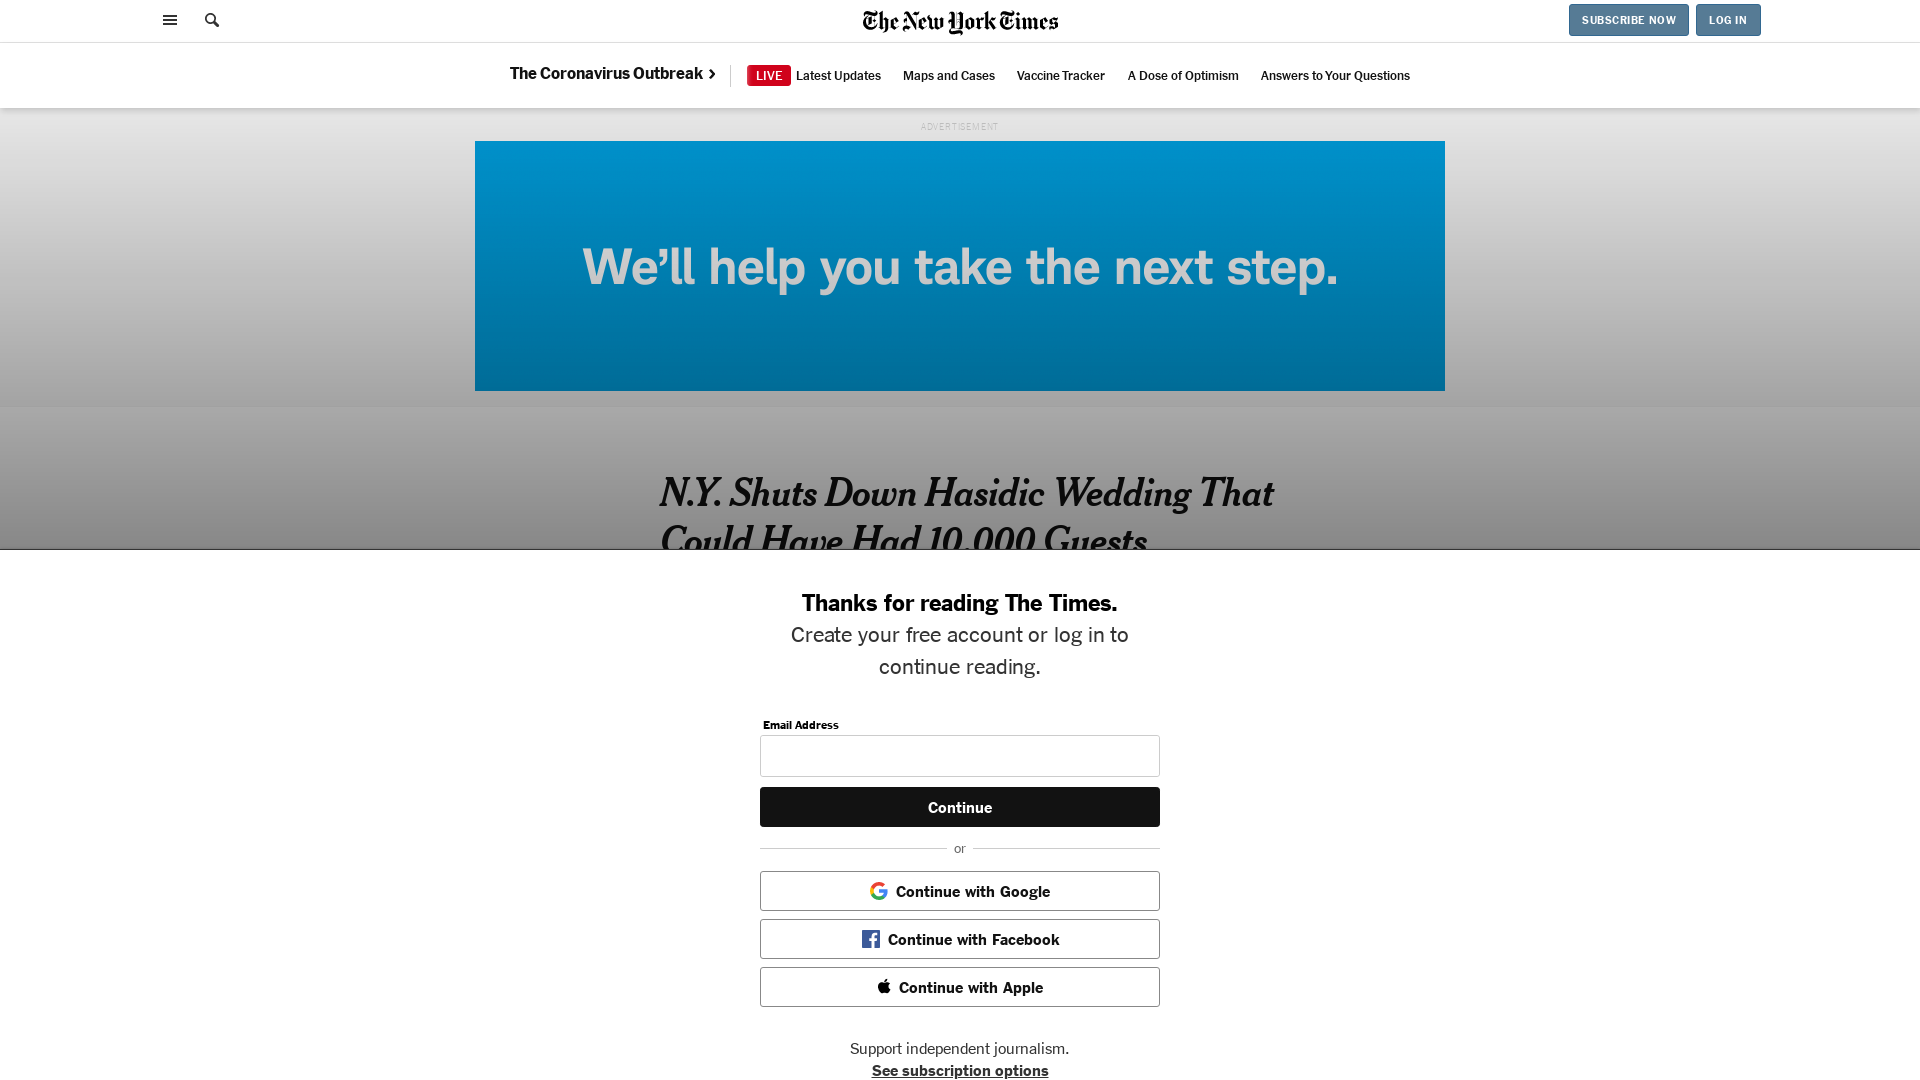 The New York Times
SUBSCRIBE NOW
LOG IN
The Coronavirus Outbreak
LIVE Latest Updates
Maps and Cases
Vaccine Tracker
A Dose of Optimism
Answers to Your Questions
ADVERTISEMENT
We’ll help you take the next step.
N.Y. Shuts Down Hasidic Wedding That
Could Have Had 10,000 Guests
Thanks for reading The Times.
Create your free account or log in to
continue reading.
Email Address
Continue
or
Continue with Google
Continue with Facebook
Continue with Apple
Support independent journalism.
See subscription options